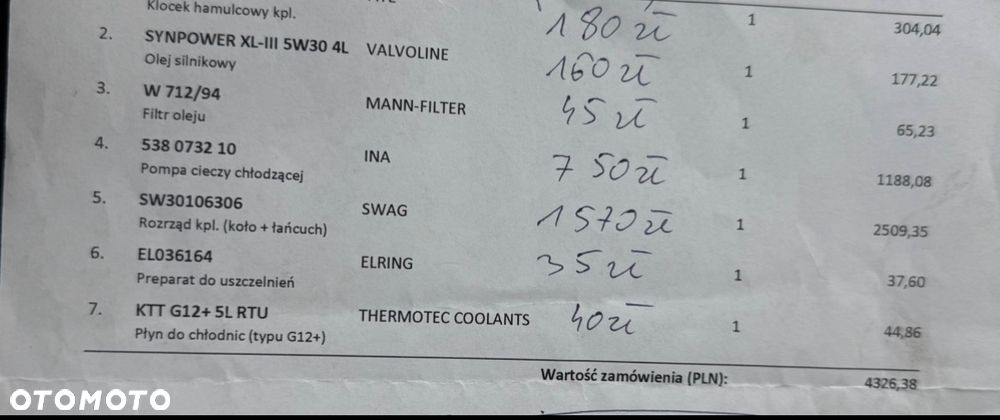 Klocek hamulcowy kpl. 180 zł 1 304,04
2. SYNPOWER XL-III 5W30 4L VALVOLINE 160 zł 1 177,22
Olej silnikowy
3. W 712/94 MANN-FILTER 45 zł 1 65,23
Filtr oleju
4. 538 0732 10 INA 750 zł 1 1188,08
Pompa cieczy chłodzącej
5. SW30106306 SWAG 1570 zł 1 2509,35
Rozrząd kpl. (koło + łańcuch)
6. EL036164 ELRING 35 zł 1 37,60
Preparat do uszczelnień
7. KTT G12+ 5L RTU THERMOTEC COOLANTS 40 zł 1 44,86
Płyn do chłodnic (typu G12+)
Wartość zamówienia (PLN): 4326,38
OTOMOTO